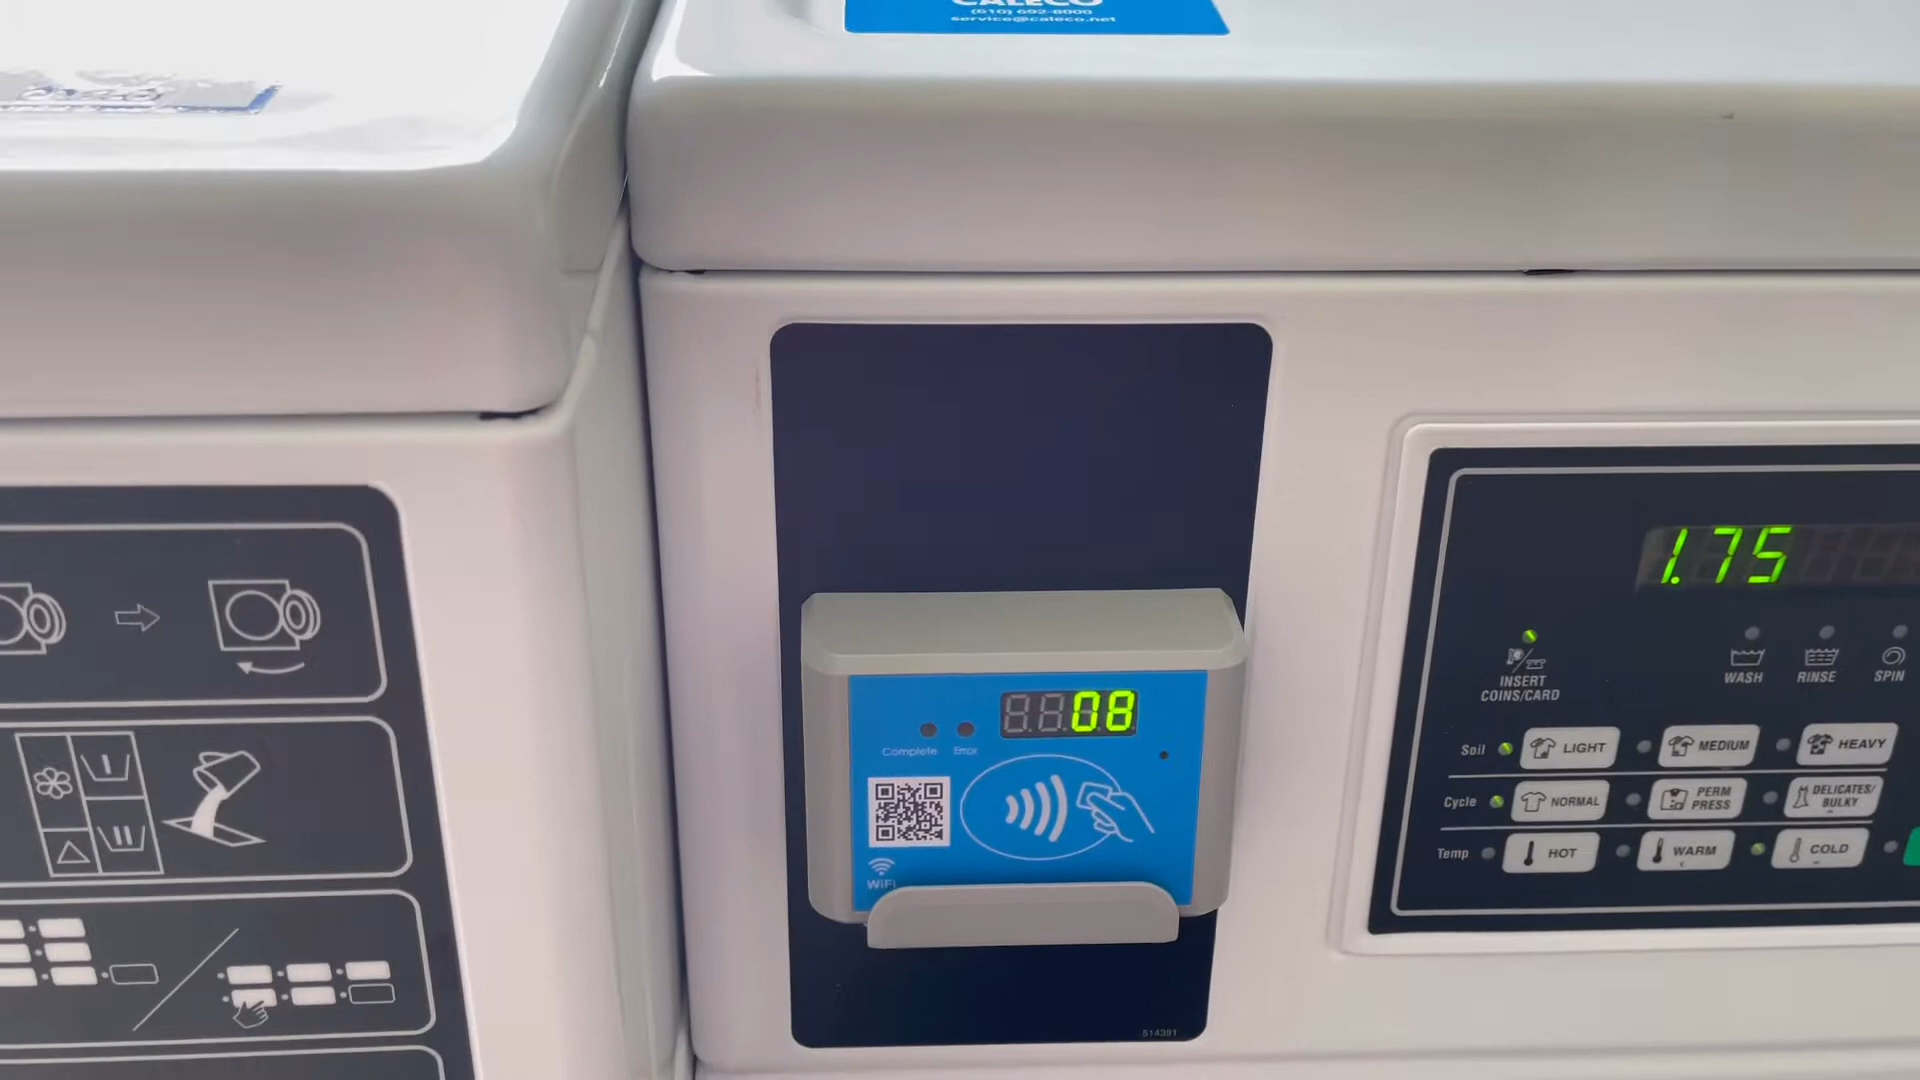 CALECO
(610) 692-8000
service@caleco.net
1.75
INSERT
COINS/CARD
WASH
RINSE
SPIN
08
Complete
Error
WiFi
Soil
LIGHT
MEDIUM
HEAVY
Cycle
NORMAL
PERM
PRESS
DELICATES/
BULKY
Temp
HOT
WARM
COLD
514391